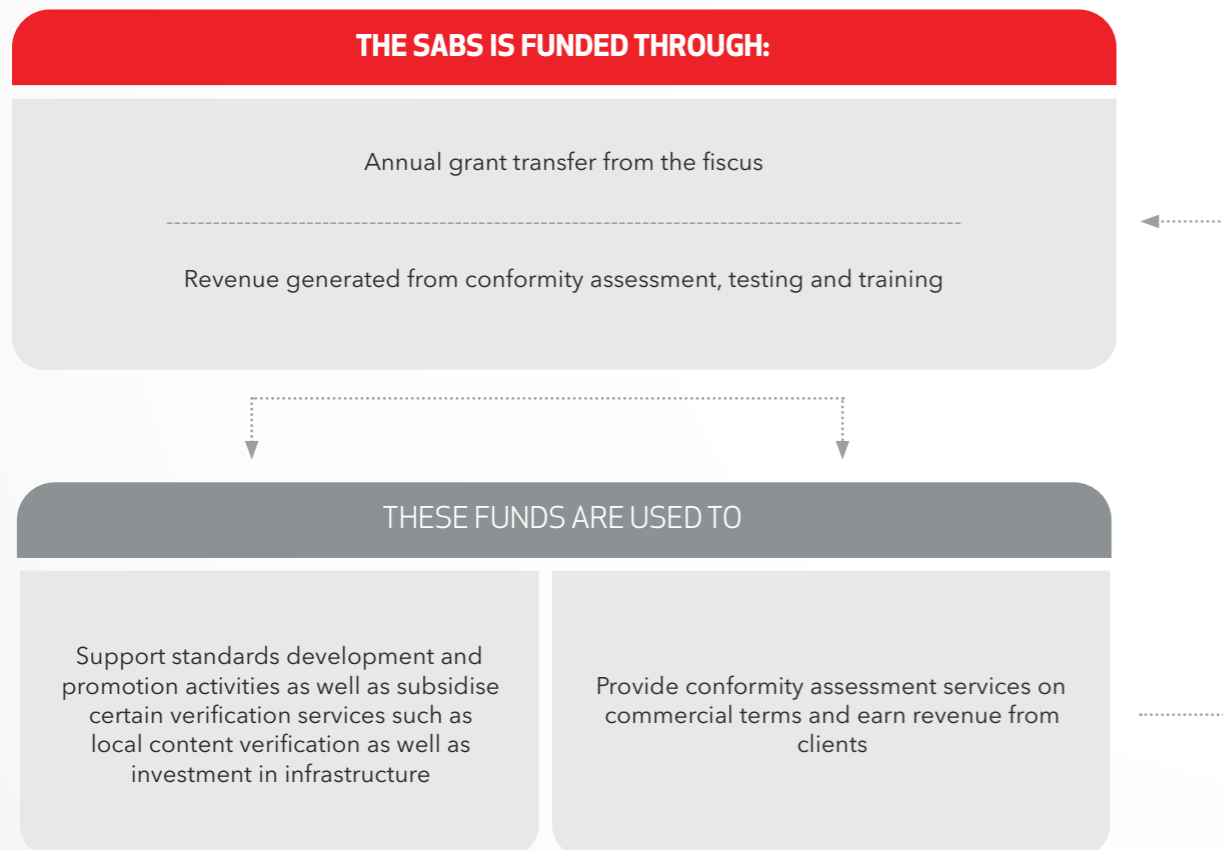 THE SABS IS FUNDED THROUGH:
Annual grant transfer from the fiscus
Revenue generated from conformity assessment, testing and training
THESE FUNDS ARE USED TO
Support standards development and
promotion activities as well as subsidise
certain verification services such as
local content verification as well as
investment in infrastructure
Provide conformity assessment services on
commercial terms and earn revenue from
clients